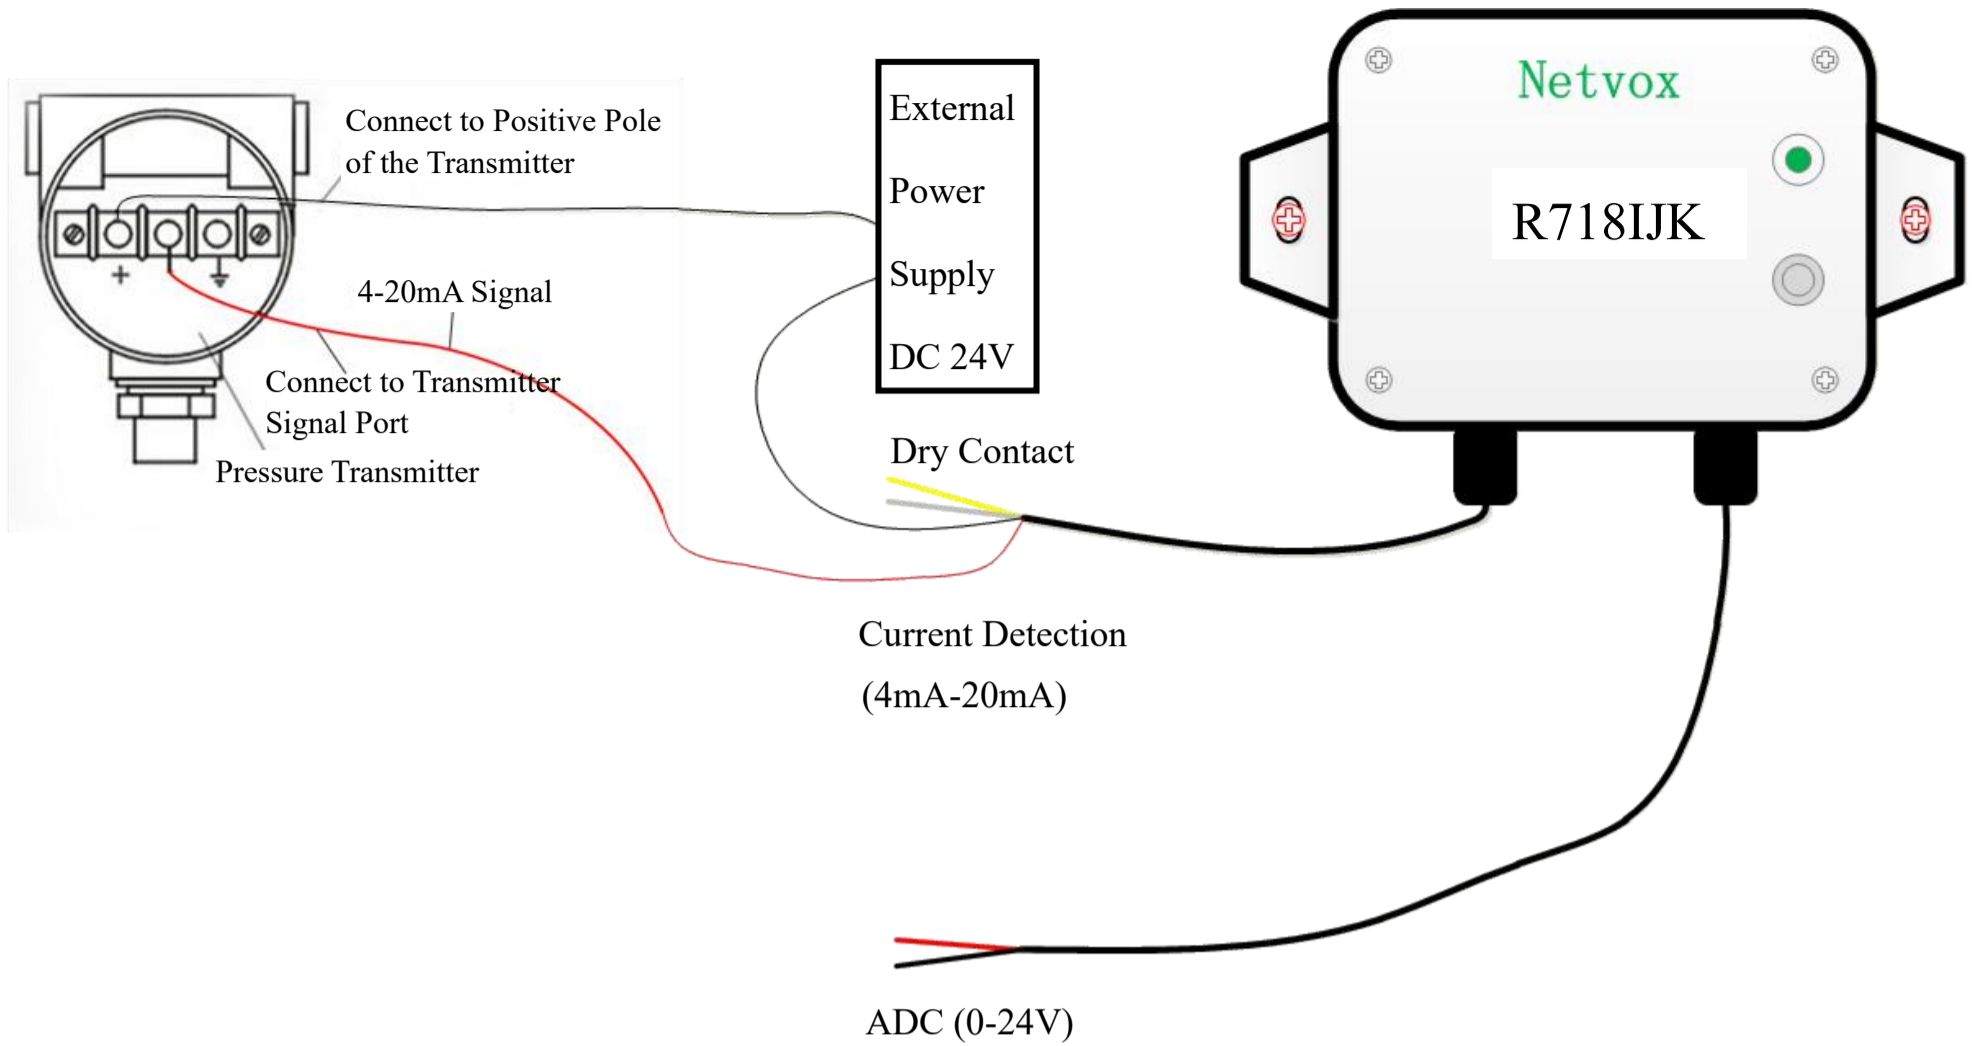 Connect to Positive Pole
of the Transmitter
+
4-20mA Signal
Connect to Transmitter
Signal Port
Pressure Transmitter
External
Power
Supply
DC 24V
Dry Contact
Current Detection
(4mA-20mA)
ADC (0-24V)
Netvox
R718IJK